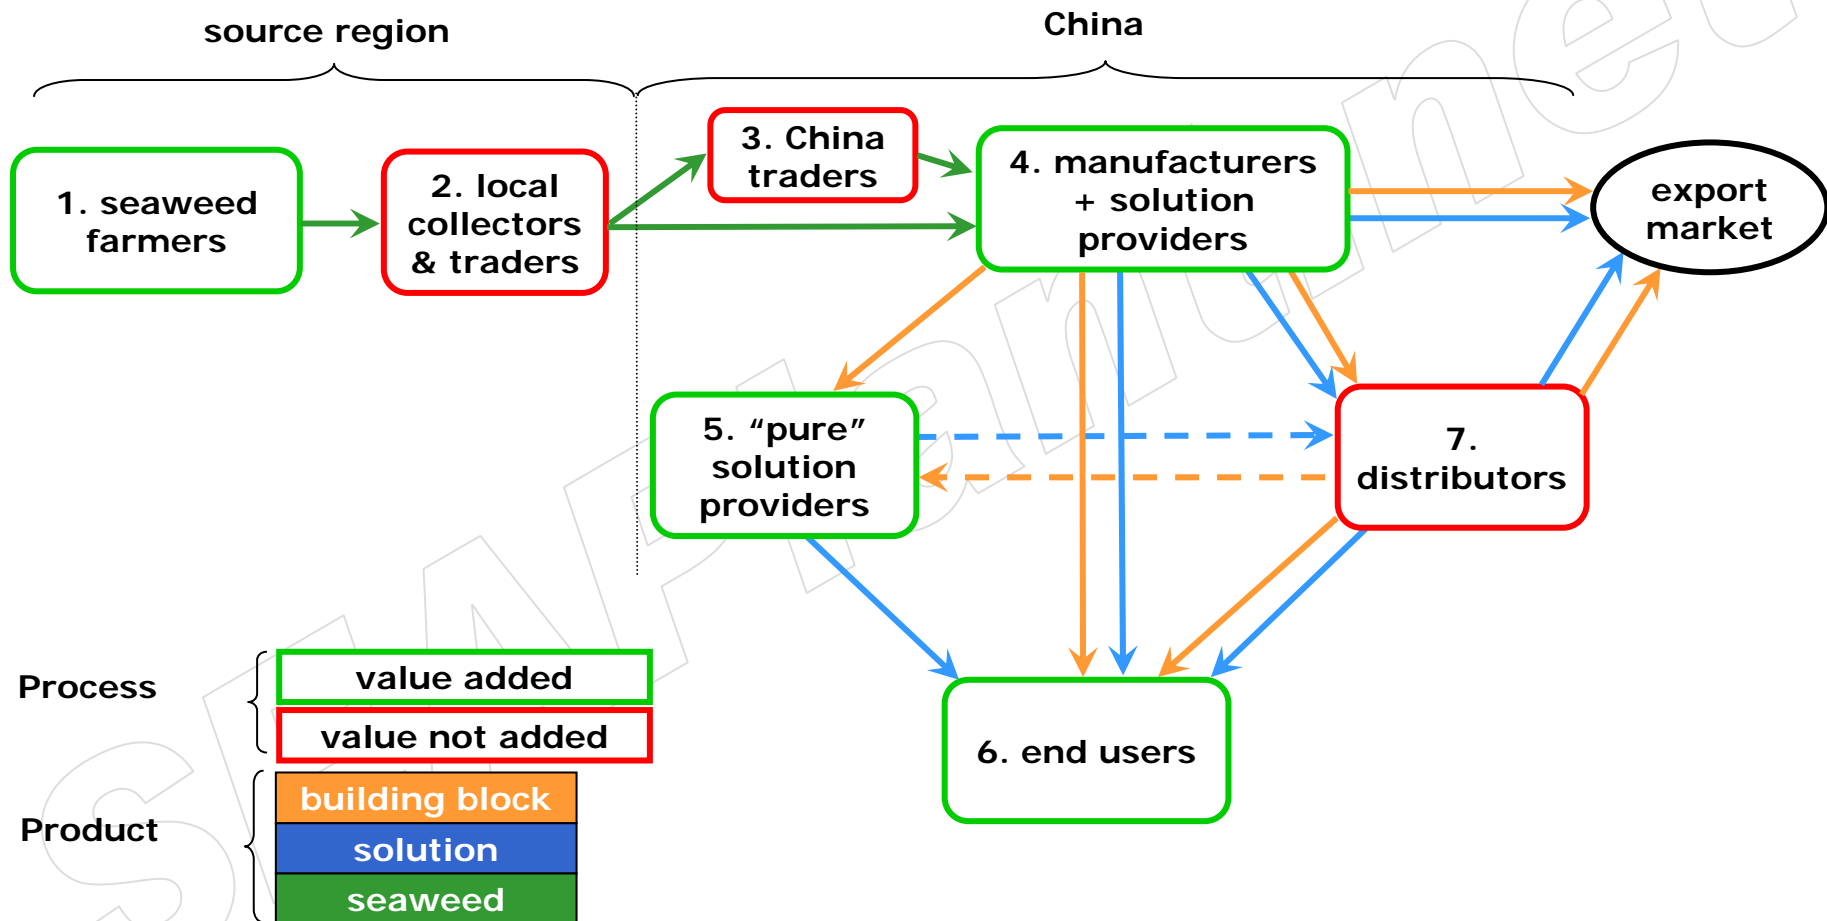 source region
China
1. seaweed
farmers
2. local
collectors
& traders
3. China
traders
4. manufacturers
+ solution
providers
export
market
5. “pure”
solution
providers
7.
distributors
6. end users
Process
value added
value not added
Product
building block
solution
seaweed